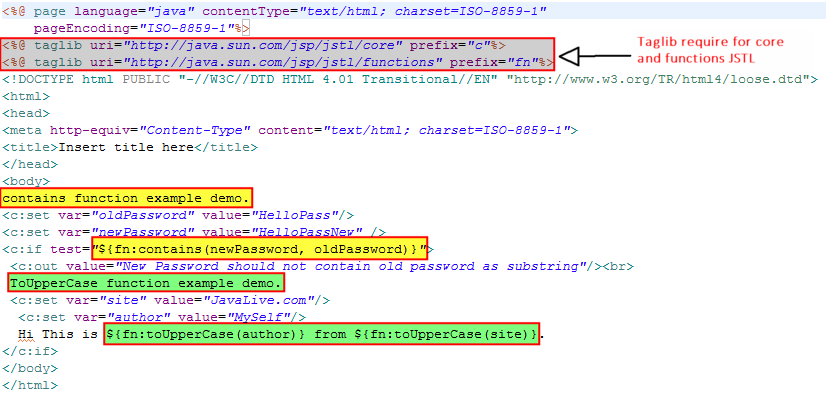 <%@ page language="java" contentType="text/html; charset=ISO-8859-1"
pageEncoding="ISO-8859-1"%>
<%@ taglib uri="http://java.sun.com/jsp/jstl/core" prefix="c"%>
<%@ taglib uri="http://java.sun.com/jsp/jstl/functions" prefix="fn"%>
Taglib require for core
and functions JSTL
<!DOCTYPE html PUBLIC "-//W3C//DTD HTML 4.01 Transitional//EN" "http://www.w3.org/TR/html4/loose.dtd">
<html>
<head>
<meta http-equiv="Content-Type" content="text/html; charset=ISO-8859-1">
<title>Insert title here</title>
</head>
<body>
contains function example demo.
<c:set var="oldPassword" value="HelloPass"/>
<c:set var="newPassword" value="HelloPassNew" />
<c:if test="${fn:contains(newPassword, oldPassword)}">
<c:out value="New Password should not contain old password as substring"/><br>
ToUpperCase function example demo.
<c:set var="site" value="JavaLive.com"/>
<c:set var="author" value="MySelf"/>
Hi This is ${fn:toUpperCase(author)} from ${fn:toUpperCase(site)}.
</c:if>
</body>
</html>